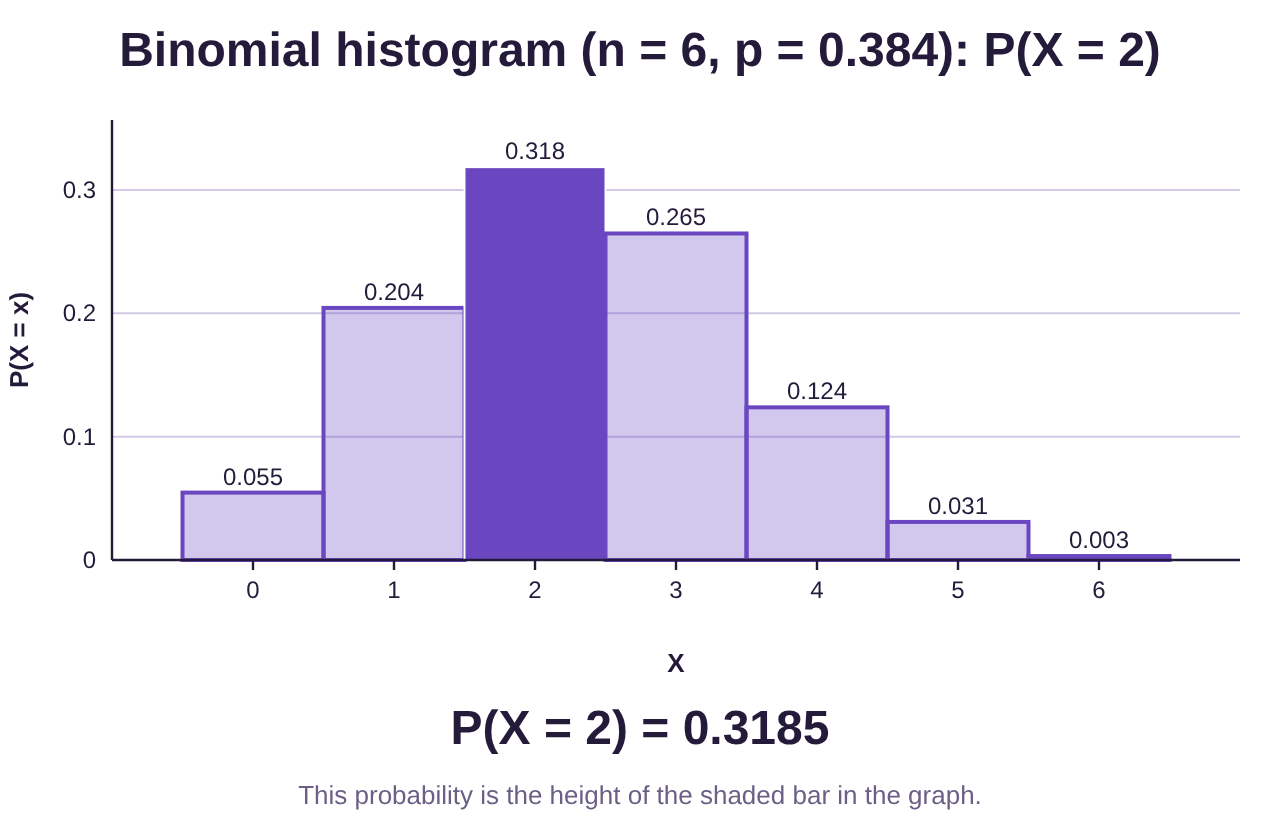 Binomial histogram (n = 6, p = 0.384): P(X = 2)
P(X = x)
0.3
0.2
0.1
0
0.055
0.204
0.318
0.265
0.124
0.031
0.003
0 1 2 3 4 5 6
X
P(X = 2) = 0.3185
This probability is the height of the shaded bar in the graph.